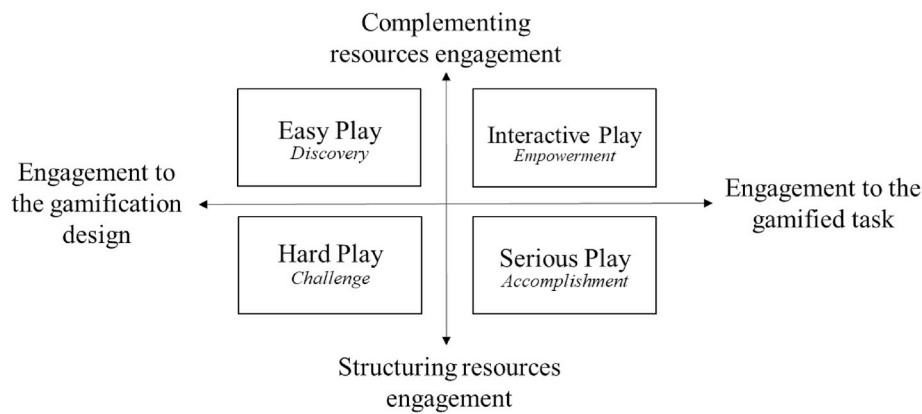 Complementing
resources engagement
Easy Play
Discovery
Interactive Play
Empowerment
Engagement to
the gamification
design
Engagement to the
gamified task
Hard Play
Challenge
Serious Play
Accomplishment
Structuring resources
engagement